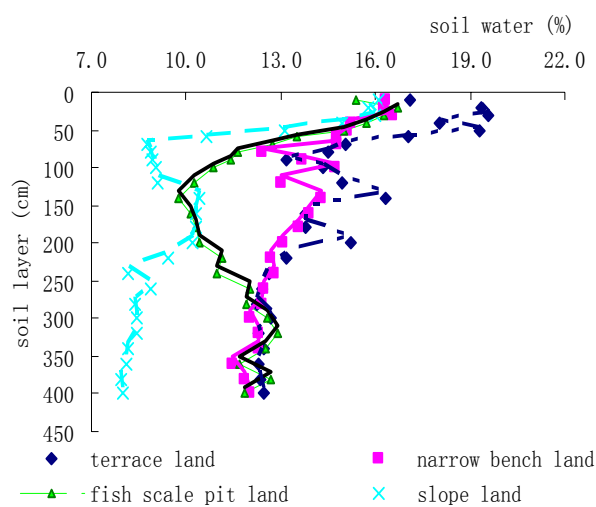 soil water (%)
7.0 10.0 13.0 16.0 19.0 22.0
0
50
100
150
200
250
300
350
400
450
soil layer (cm)
terrace land
narrow bench land
fish scale pit land
slope land